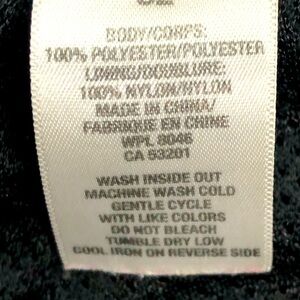 BODY/CORPS:
100% POLYESTER/POLYESTER
LINING/DOUBLURE:
100% NYLON/NYLON
MADE IN CHINA/
FABRIQUE EN CHINE
WPL 8046
CA 53201
WASH INSIDE OUT
MACHINE WASH COLD
GENTLE CYCLE
WITH LIKE COLORS
DO NOT BLEACH
TUMBLE DRY LOW
COOL IRON ON REVERSE SIDE